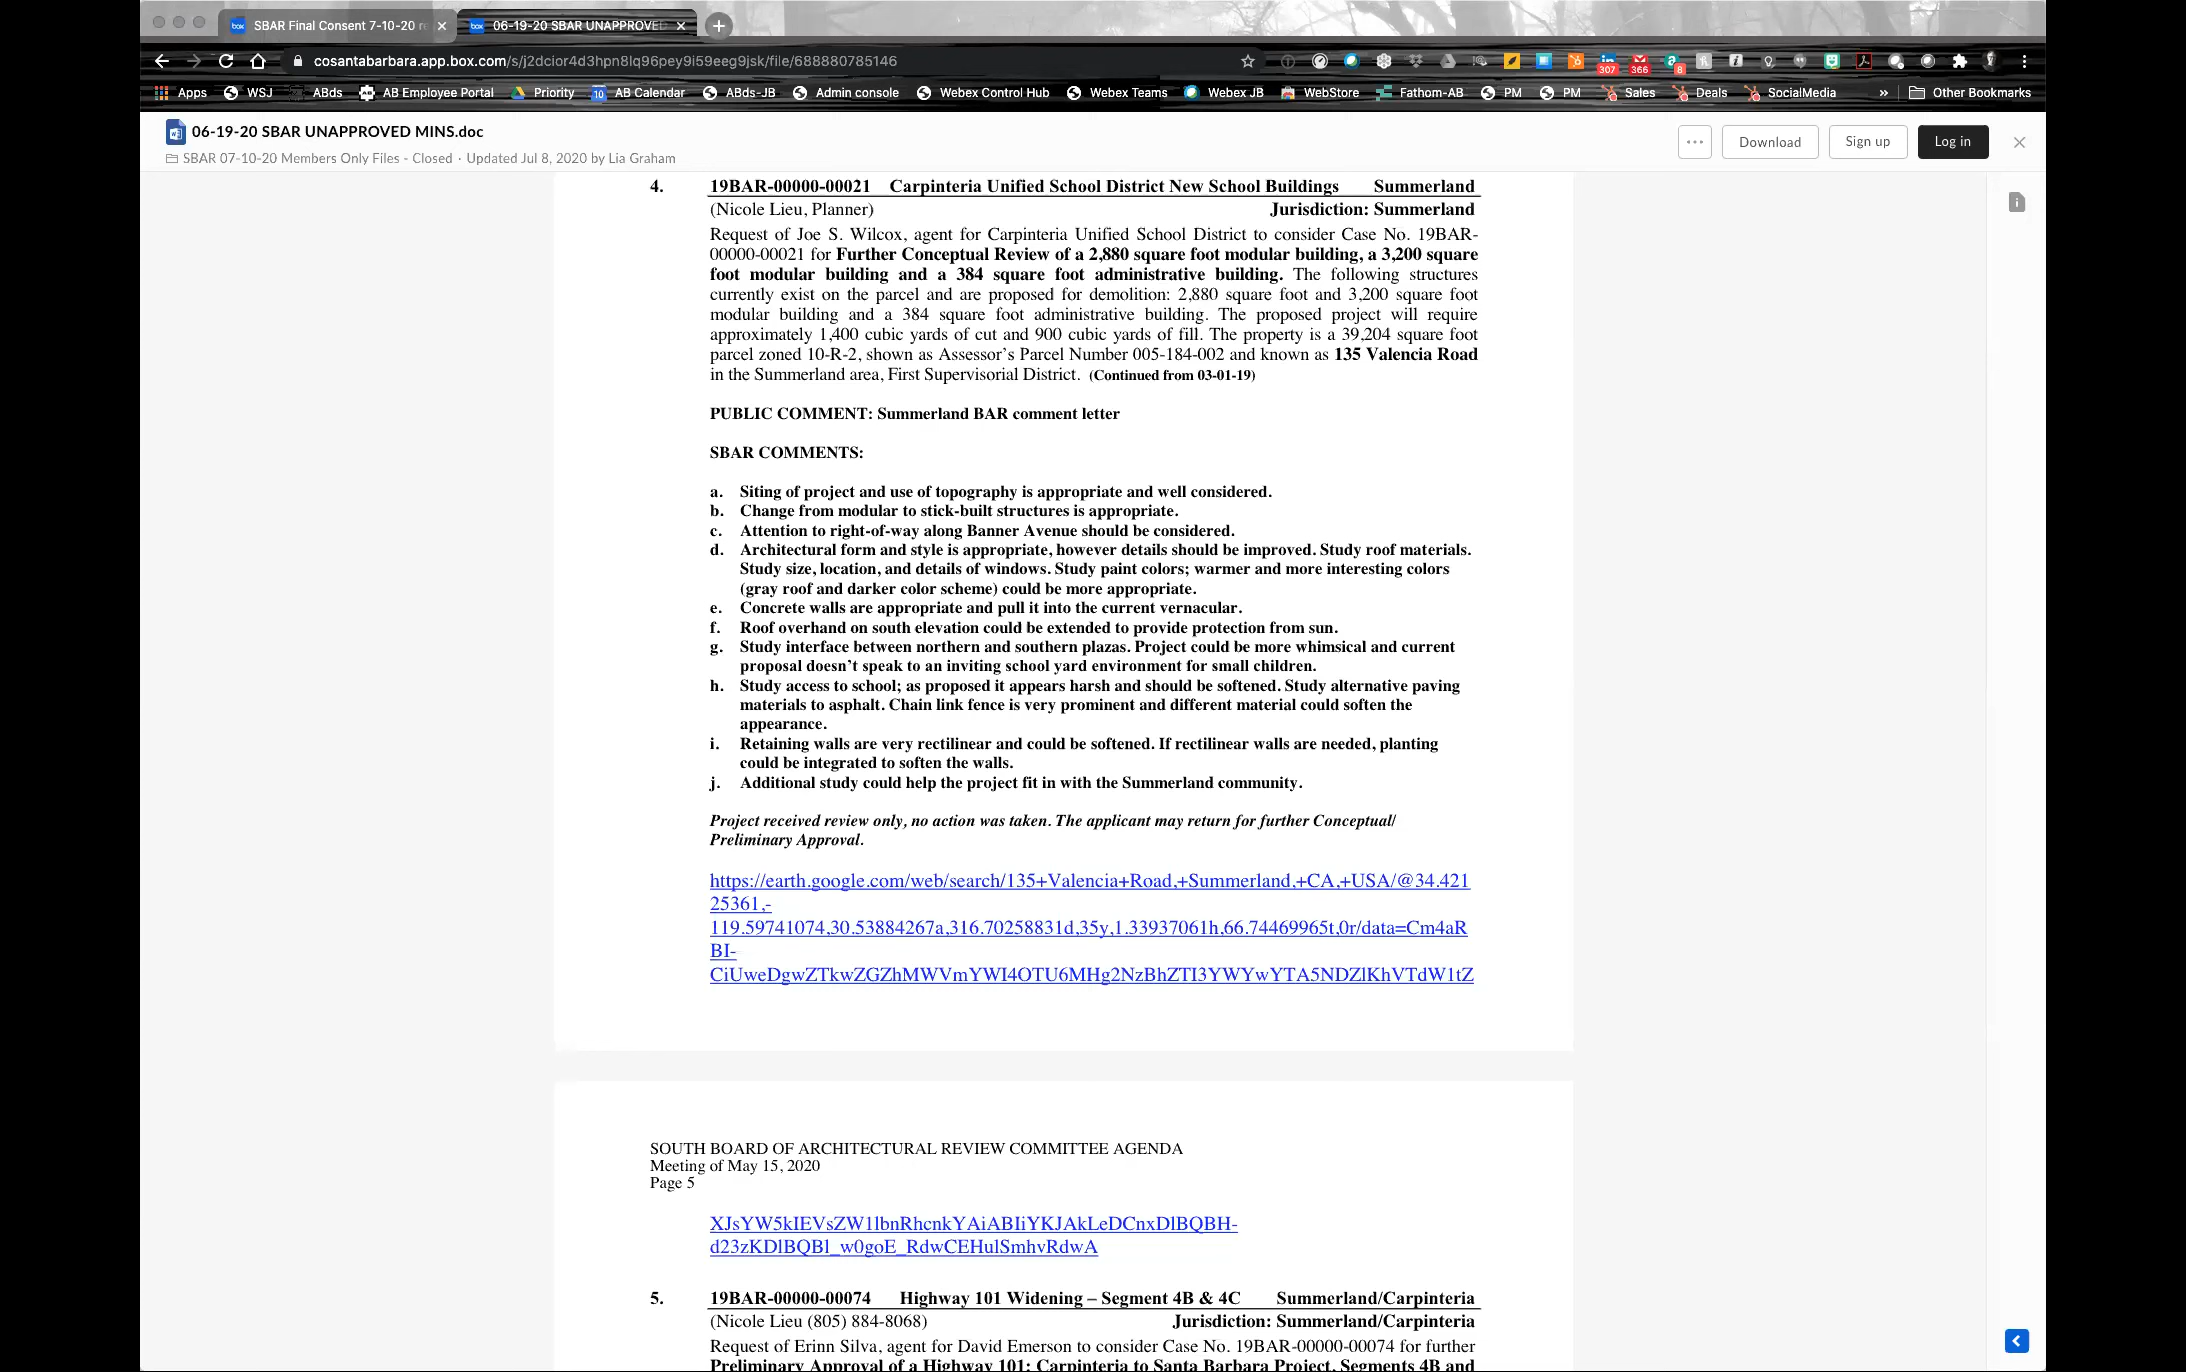 SBAR Final Consent 7-10-20 re
06-19-20 SBAR UNAPPROVE
cosantabarbara.app.box.com/s/j2dcior4d3hpn8lq96pey9i59eeg9jsk/file/688880785146
307 366 8
Apps WSJ ABds AB Employee Portal Priority 10 AB Calendar ABds-JB Admin console Webex Control Hub Webex Teams Webex JB WebStore Fathom-AB PM PM Sales Deals SocialMedia » Other Bookmarks
06-19-20 SBAR UNAPPROVED MINS.doc
SBAR 07-10-20 Members Only Files - Closed · Updated Jul 8, 2020 by Lia Graham
Download Sign up Log in
4. 19BAR-00000-00021 Carpinteria Unified School District New School Buildings Summerland
(Nicole Lieu, Planner) Jurisdiction: Summerland
Request of Joe S. Wilcox, agent for Carpinteria Unified School District to consider Case No. 19BAR-
00000-00021 for Further Conceptual Review of a 2,880 square foot modular building, a 3,200 square
foot modular building and a 384 square foot administrative building. The following structures
currently exist on the parcel and are proposed for demolition: 2,880 square foot and 3,200 square foot
modular building and a 384 square foot administrative building. The proposed project will require
approximately 1,400 cubic yards of cut and 900 cubic yards of fill. The property is a 39,204 square foot
parcel zoned 10-R-2, shown as Assessor's Parcel Number 005-184-002 and known as 135 Valencia Road
in the Summerland area, First Supervisorial District. (Continued from 03-01-19)
PUBLIC COMMENT: Summerland BAR comment letter
SBAR COMMENTS:
a. Siting of project and use of topography is appropriate and well considered.
b. Change from modular to stick-built structures is appropriate.
c. Attention to right-of-way along Banner Avenue should be considered.
d. Architectural form and style is appropriate, however details should be improved. Study roof materials.
Study size, location, and details of windows. Study paint colors; warmer and more interesting colors
(gray roof and darker color scheme) could be more appropriate.
e. Concrete walls are appropriate and pull it into the current vernacular.
f. Roof overhand on south elevation could be extended to provide protection from sun.
g. Study interface between northern and southern plazas. Project could be more whimsical and current
proposal doesn't speak to an inviting school yard environment for small children.
h. Study access to school; as proposed it appears harsh and should be softened. Study alternative paving
materials to asphalt. Chain link fence is very prominent and different material could soften the
appearance.
i. Retaining walls are very rectilinear and could be softened. If rectilinear walls are needed, planting
could be integrated to soften the walls.
j. Additional study could help the project fit in with the Summerland community.
Project received review only, no action was taken. The applicant may return for further Conceptual/
Preliminary Approval.
https://earth.google.com/web/search/135+Valencia+Road,+Summerland,+CA,+USA/@34.421
25361,-
119.59741074,30.53884267a,316.70258831d,35y,1.33937061h,66.74469965t,0r/data=Cm4aR
BI-
CiUweDgwZTkwZGZhMWVmYWI4OTU6MHg2NzBhZTI3YWYwYTA5NDZlKhVTdW1tZ
SOUTH BOARD OF ARCHITECTURAL REVIEW COMMITTEE AGENDA
Meeting of May 15, 2020
Page 5
XJsYW5kIEVsZW1lbnRhcnkYAiABIiYKJAkLeDCnxDlBQBH-
d23zKDlBQBl_w0goE_RdwCEHulSmhvRdwA
5. 19BAR-00000-00074 Highway 101 Widening – Segment 4B & 4C Summerland/Carpinteria
(Nicole Lieu (805) 884-8068) Jurisdiction: Summerland/Carpinteria
Request of Erinn Silva, agent for David Emerson to consider Case No. 19BAR-00000-00074 for further
Preliminary Approval of a Highway 101: Carpinteria to Santa Barbara Project, Segments 4B and